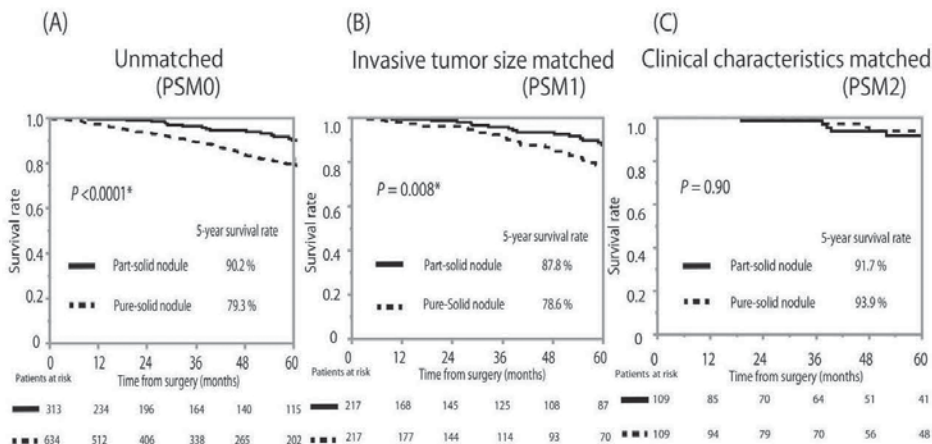 (A)
Unmatched
(PSM0)
1.0
0.8
0.6
0.4
0.2
0
Survival rate
P <0.0001*
5-year survival rate
Part-solid nodule 90.2 %
Pure-solid nodule 79.3 %
0 12 24 36 48 60
Patients at risk Time from surgery (months)
313 234 196 164 140 115
634 512 406 338 265 202
(B)
Invasive tumor size matched
(PSM1)
1.0
0.8
0.6
0.4
0.2
0
Survival rate
P = 0.008*
5-year survival rate
Part-solid nodule 87.8 %
Pure-Solid nodule 78.6 %
0 12 24 36 48 60
Patients at risk Time from surgery (months)
217 168 145 125 108 87
217 177 144 114 93 70
(C)
Clinical characteristics matched
(PSM2)
1.0
0.8
0.6
0.4
0.2
0
Survival rate
P = 0.90
5-year survival rate
Part-solid nodule 91.7 %
Pure-solid nodule 93.9 %
0 12 24 36 48 60
Patients at risk Time from surgery (months)
109 85 70 64 51 41
109 94 79 70 56 48